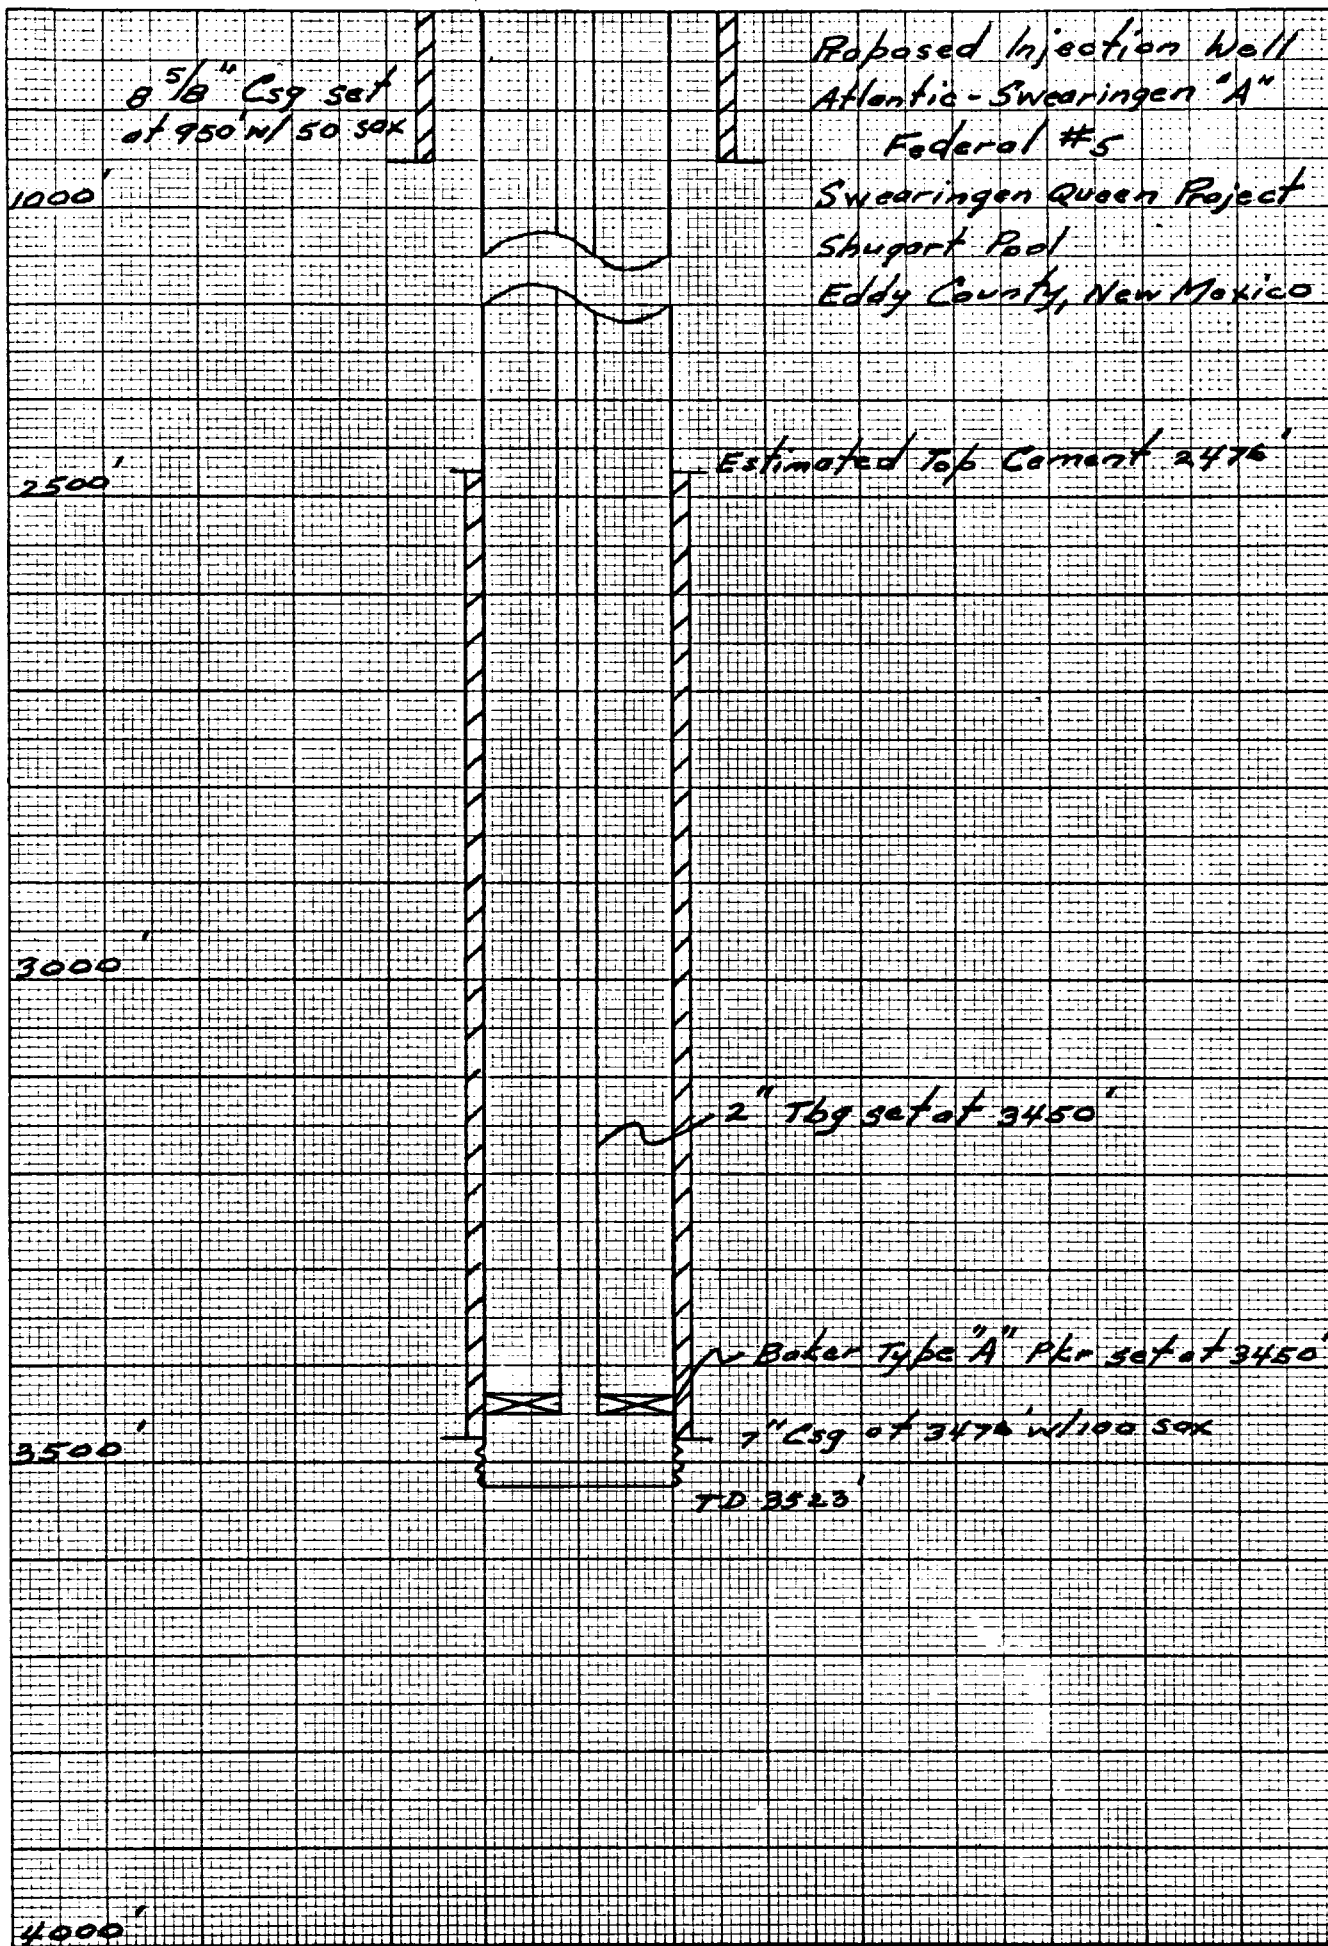 Proposed Injection Well
Atlantic-Swearingen "A"
Federal #5
Swearingen Queen Project
Shugart Pool
Eddy County, New Mexico
8 5/8" Csg set
at 950' w/ 50 sax
1000'
Estimated Top Cement 2476'
2500'
3000'
2" Tbg set at 3450'
Baker Type "A" Pkr set at 3450'
7" Csg at 3476' w/100 sax
3500'
TD 3523'
4000'